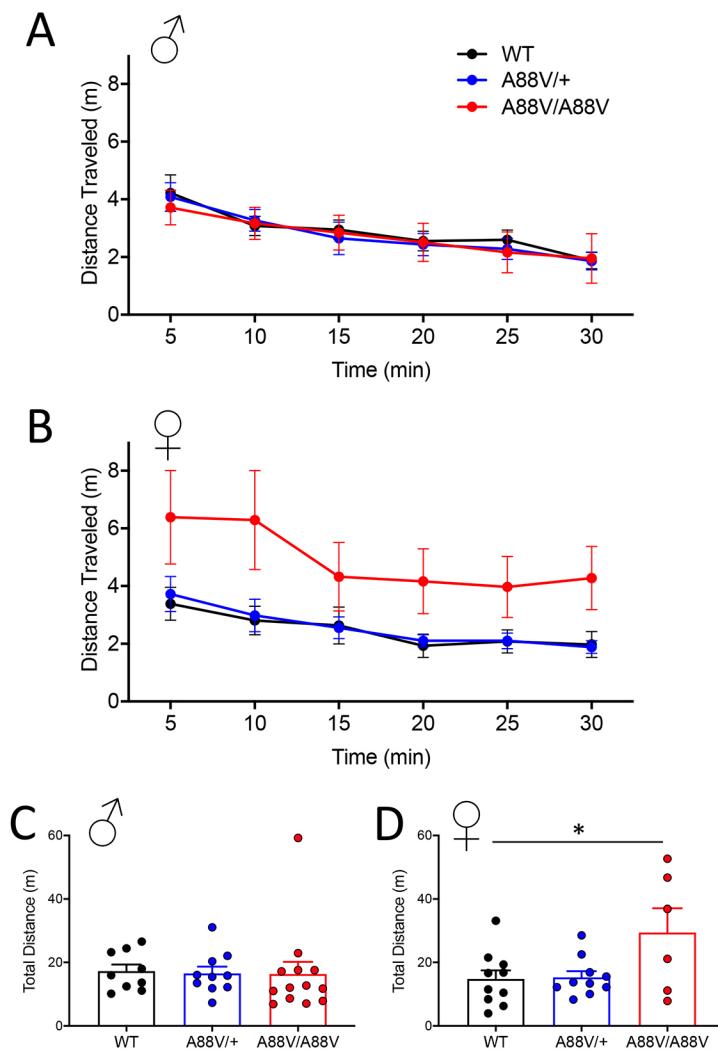 A
♂
WT
A88V/+
A88V/A88V
Distance Traveled (m)
8
6
4
2
0
5 10 15 20 25 30
Time (min)
B
♀
Distance Traveled (m)
8
6
4
2
0
5 10 15 20 25 30
Time (min)
C
♂
Total Distance (m)
60
40
20
0
WT A88V/+ A88V/A88V
D
♀
*
Total Distance (m)
60
40
20
0
WT A88V/+ A88V/A88V